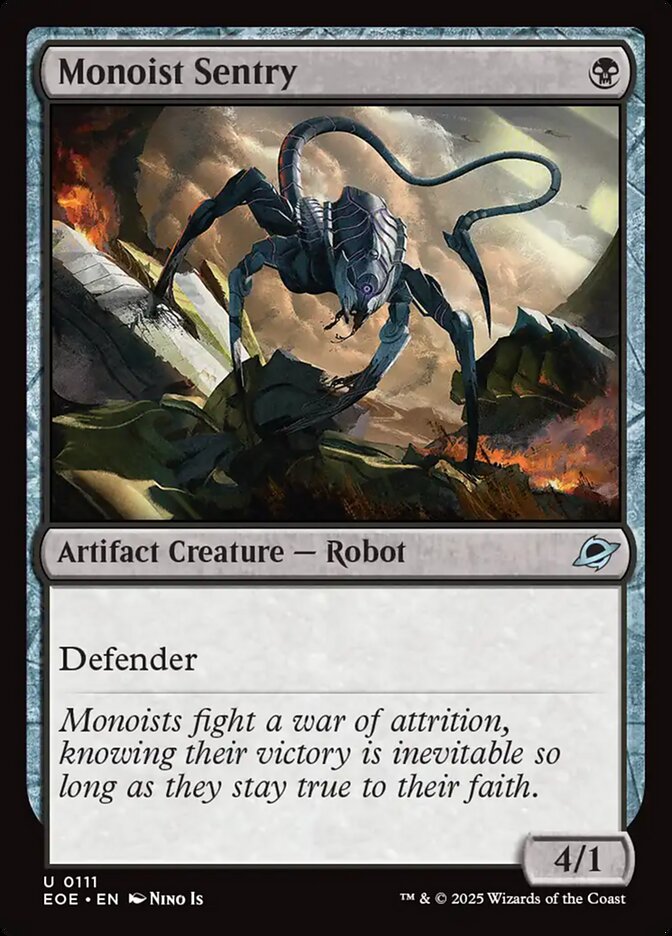 Monoist Sentry
Artifact Creature — Robot
Defender
Monoists fight a war of attrition,
knowing their victory is inevitable so
long as they stay true to their faith.
4/1
U 0111
EOE • EN Nino Is
™ & © 2025 Wizards of the Coast